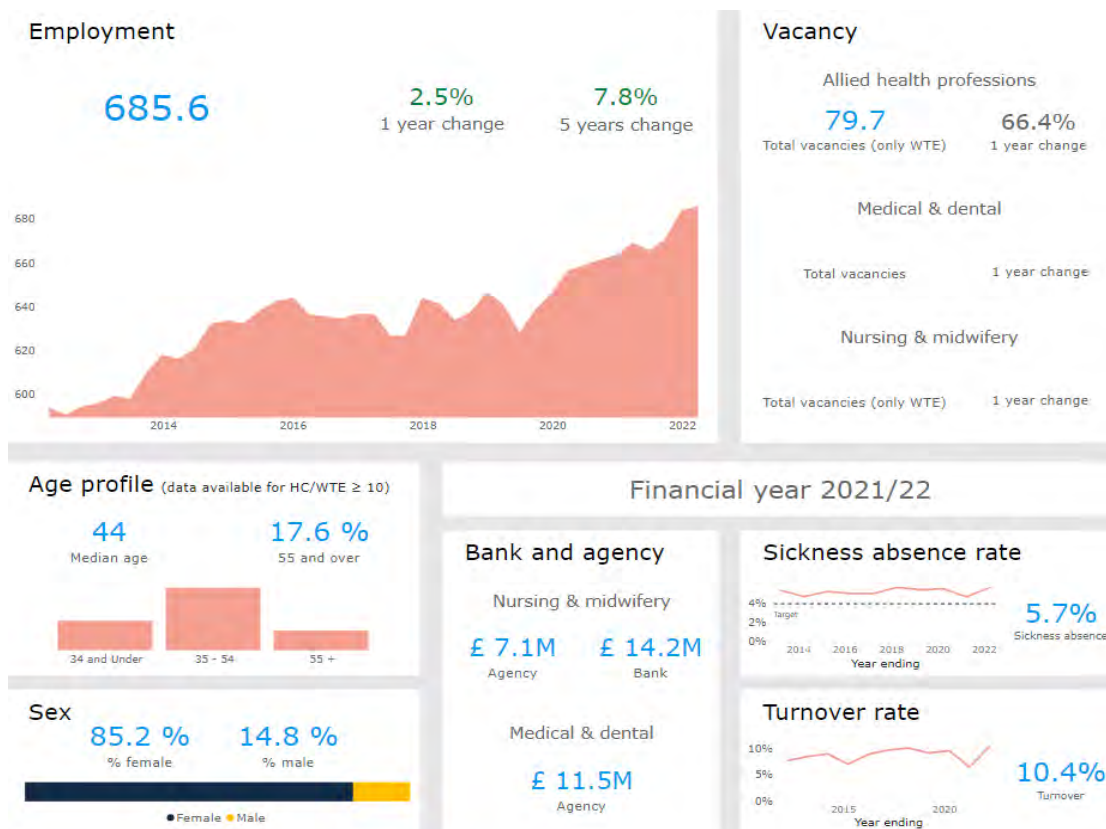 Employment
685.6
2.5%
1 year change
7.8%
5 years change
680
660
640
620
600
2014
2016
2018
2020
2022
Vacancy
Allied health professions
79.7
Total vacancies (only WTE)
66.4%
1 year change
Medical & dental
Total vacancies
1 year change
Nursing & midwifery
Total vacancies (only WTE)
1 year change
Age profile (data available for HC/WTE ≥ 10)
44
Median age
17.6 %
55 and over
34 and Under
35 - 54
55 +
Sex
85.2 %
% female
14.8 %
% male
Female
Male
Financial year 2021/22
Bank and agency
Nursing & midwifery
£ 7.1M
Agency
£ 14.2M
Bank
Medical & dental
£ 11.5M
Agency
Sickness absence rate
4%
2%
0%
Target
2014
2016
2018
2020
2022
Year ending
5.7%
Sickness absence
Turnover rate
10%
5%
0%
2015
2020
Year ending
10.4%
Turnover